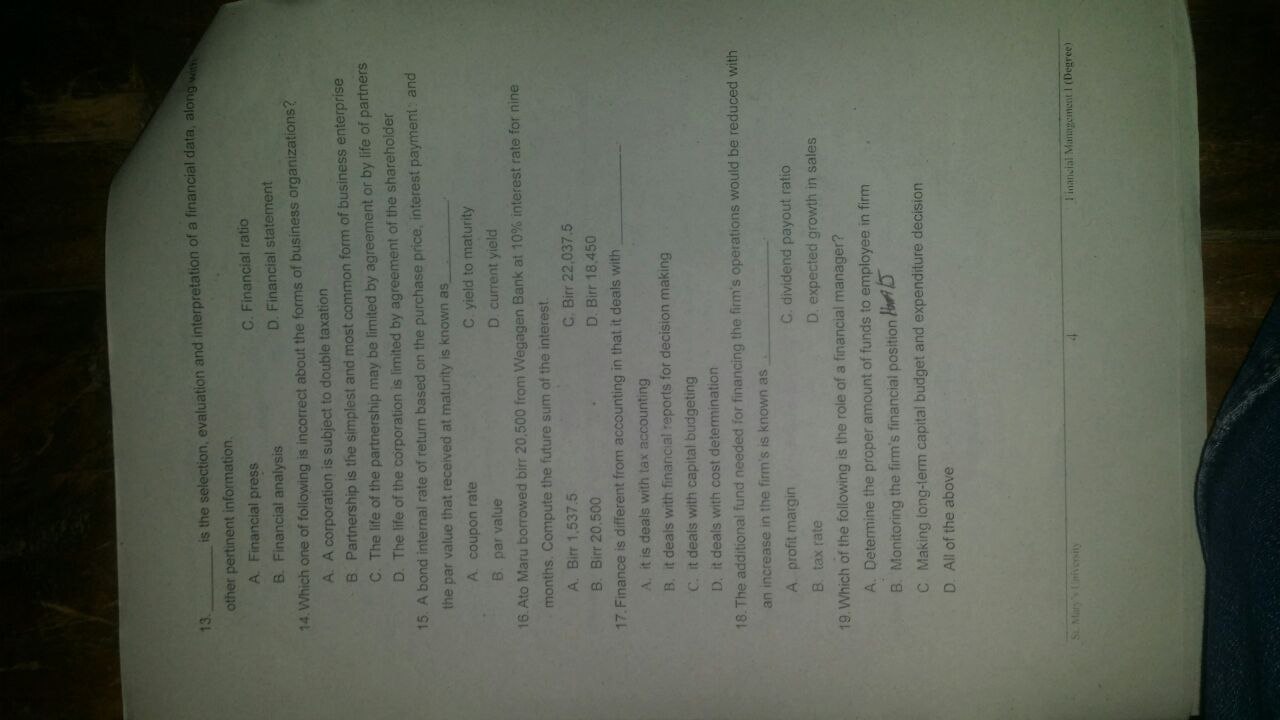 13.________ is the selection, evaluation and interpretation of a financial data, along with
other pertinent information.
A. Financial press
C. Financial ratio
B. Financial analysis
D. Financial statement
14. Which one of following is incorrect about the forms of business organizations?
A. A corporation is subject to double taxation
B. Partnership is the simplest and most common form of business enterprise
C. The life of the partnership may be limited by agreement or by life of partners
D. The life of the corporation is limited by agreement of the shareholder
15. A bond internal rate of return based on the purchase price, interest payment and
the par value that received at maturity is known as__________.
A. coupon rate
C. yield to maturity
B. par value
D. current yield
16. Ato Maru borrowed birr 20,500 from Wegagen Bank at 10% interest rate for nine
months. Compute the future sum of the interest.
A. Birr 1,537.5
C. Birr 22,037.5
B. Birr 20,500
D. Birr 18,450
17. Finance is different from accounting in that it deals with ____________.
A. it is deals with tax accounting
B. it deals with financial reports for decision making
C. it deals with capital budgeting
D. it deals with cost determination
18. The additional fund needed for financing the firm's operations would be reduced with
an increase in the firm's is known as _______________.
A. profit margin
C. dividend payout ratio
B. tax rate
D. expected growth in sales
19. Which of the following is the role of a financial manager?
A. Determine the proper amount of funds to employee in firm
B. Monitoring the firm's financial position
C. Making long-term capital budget and expenditure decision
D. All of the above
St. Mary's University
4
Financial Management I (Degree)